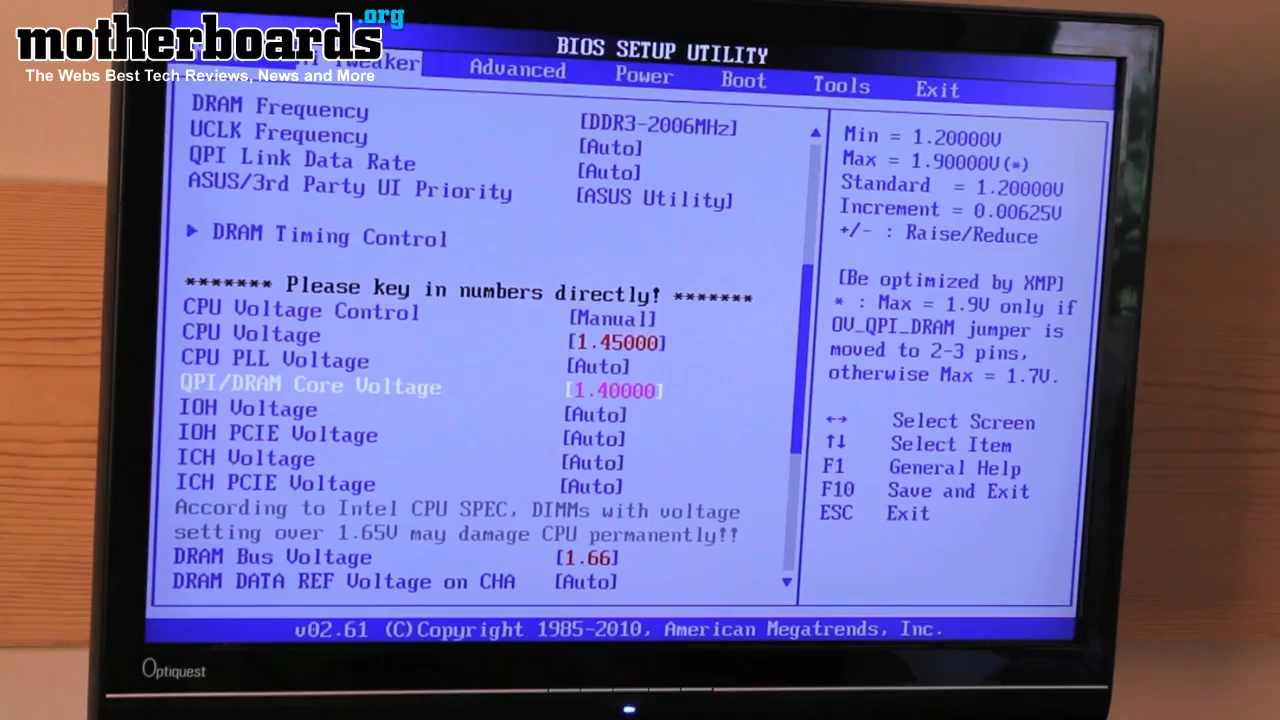 motherboards.org
The Webs Best Tech Reviews, News and More
BIOS SETUP UTILITY
Tweaker Advanced Power Boot Tools Exit
DRAM Frequency [DDR3-2006MHz]
UCLK Frequency [Auto]
QPI Link Data Rate [Auto]
ASUS/3rd Party UI Priority [ASUS Utility]
DRAM Timing Control
******* Please key in numbers directly! *******
CPU Voltage Control [Manual]
CPU Voltage [1.45000]
CPU PLL Voltage [Auto]
QPI/DRAM Core Voltage [1.40000]
IOH Voltage [Auto]
IOH PCIE Voltage [Auto]
ICH Voltage [Auto]
ICH PCIE Voltage [Auto]
According to Intel CPU SPEC, DIMMs with voltage
setting over 1.65V may damage CPU permanently!!
DRAM Bus Voltage [1.66]
DRAM DATA REF Voltage on CHA [Auto]
Min = 1.20000V
Max = 1.90000V(*)
Standard = 1.20000V
Increment = 0.00625V
+/- : Raise/Reduce
[Be optimized by XMP]
* : Max = 1.9V only if
OV_QPI_DRAM jumper is
moved to 2-3 pins,
otherwise Max = 1.7V.
↔ Select Screen
↑↓ Select Item
F1 General Help
F10 Save and Exit
ESC Exit
v02.61 (C)Copyright 1985-2010, American Megatrends, Inc.
Optiquest